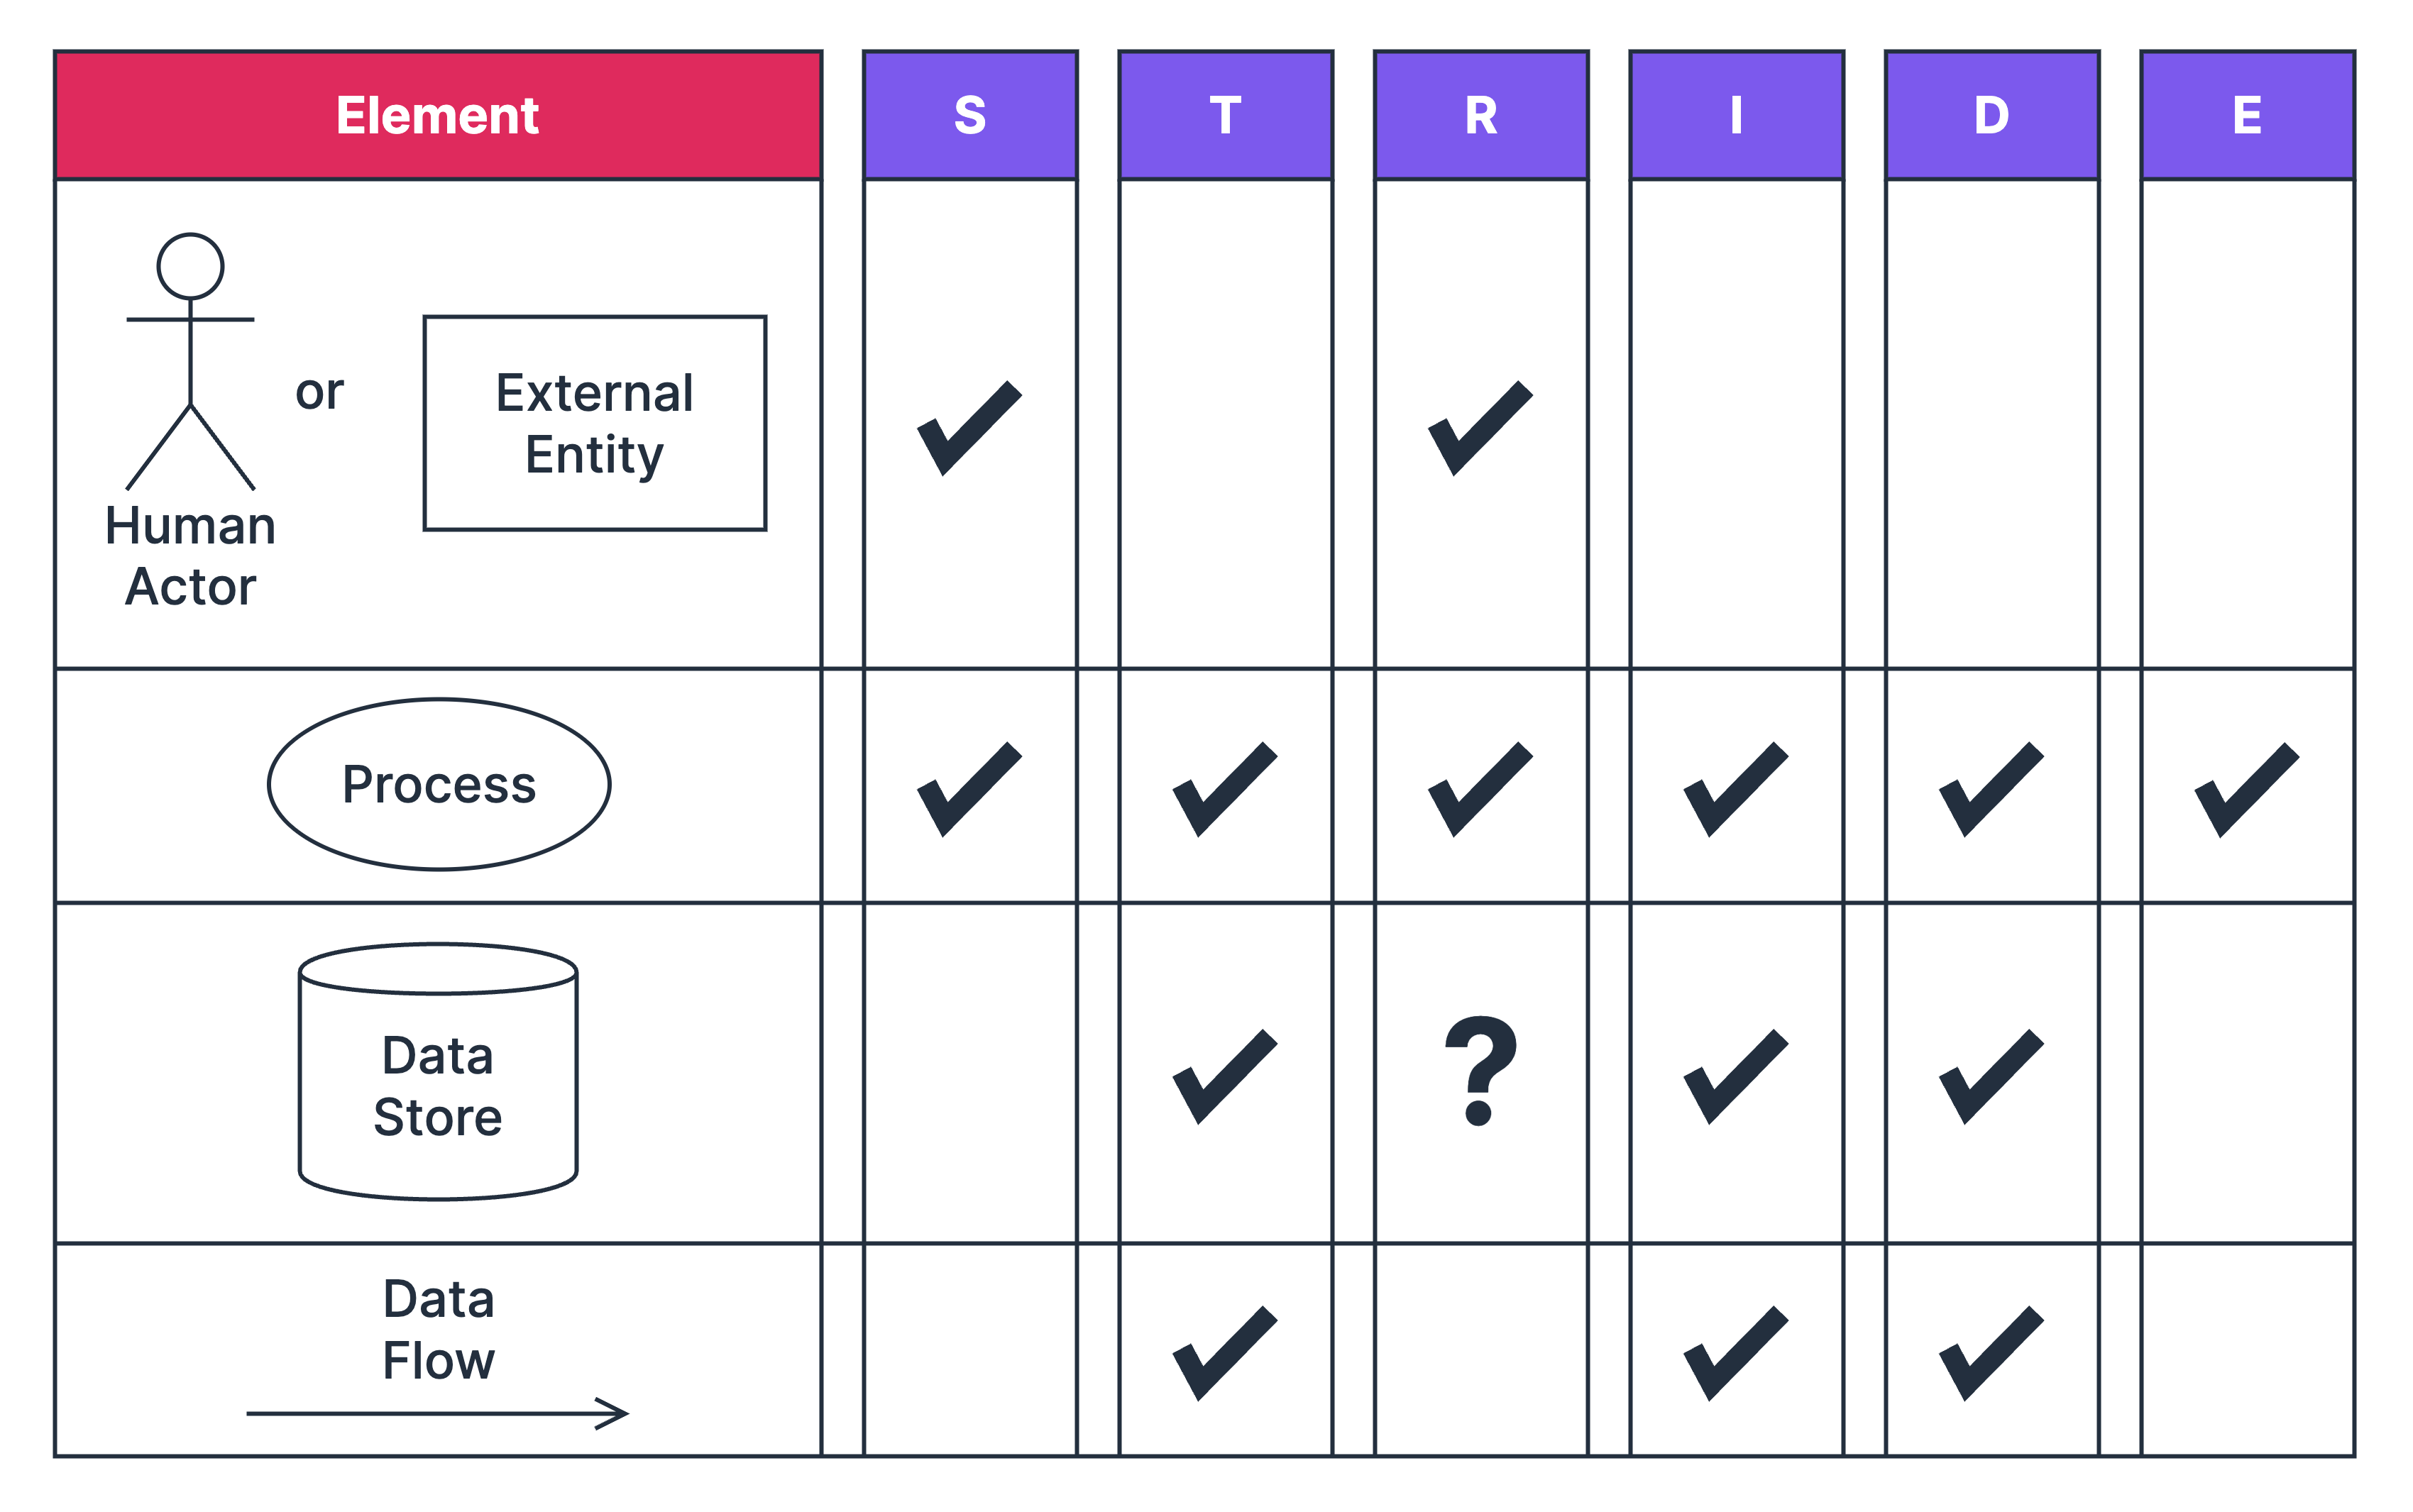 Element
S
T
R
I
D
E
or
External
Entity
Human
Actor
Process
Data
Store
?
Data
Flow